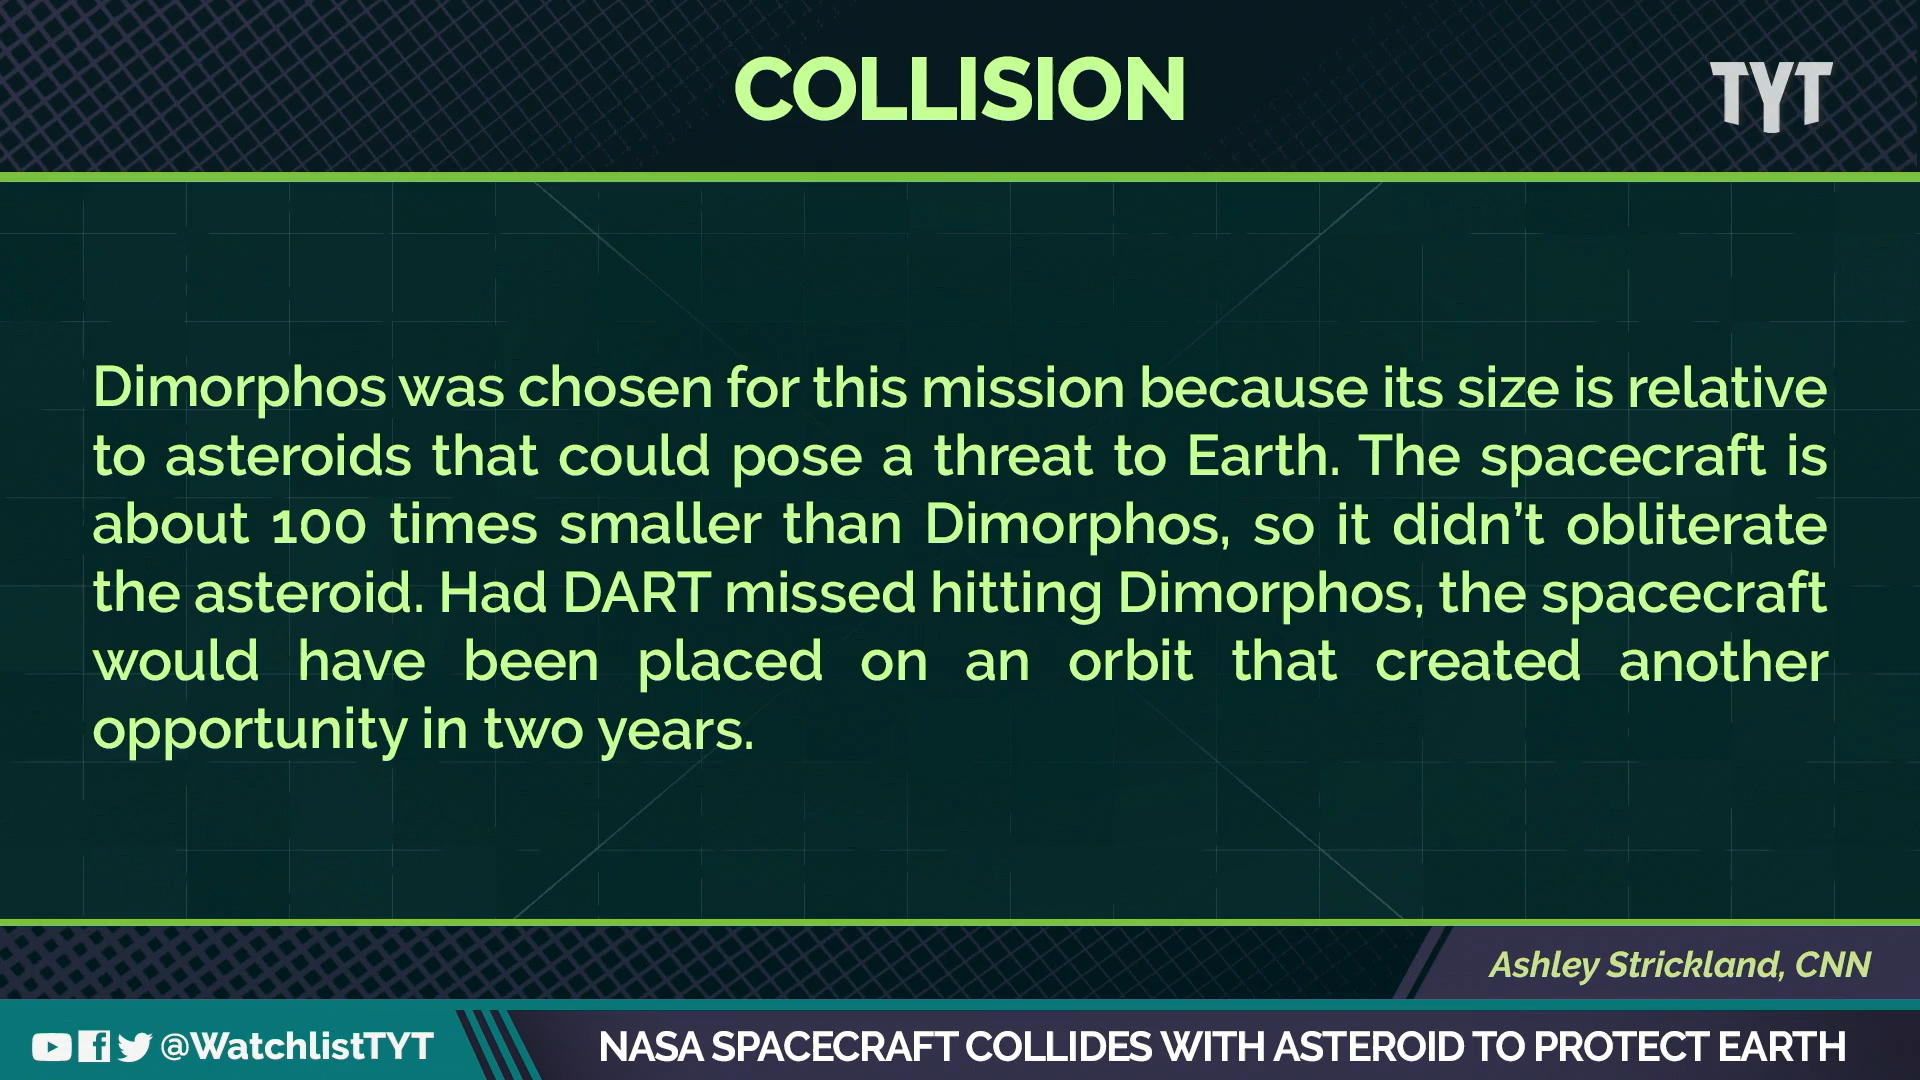 COLLISION
TYT
Dimorphos was chosen for this mission because its size is relative
to asteroids that could pose a threat to Earth. The spacecraft is
about 100 times smaller than Dimorphos, so it didn't obliterate
the asteroid. Had DART missed hitting Dimorphos, the spacecraft
would have been placed on an orbit that created another
opportunity in two years.
Ashley Strickland, CNN
@WatchlistTYT
NASA SPACECRAFT COLLIDES WITH ASTEROID TO PROTECT EARTH